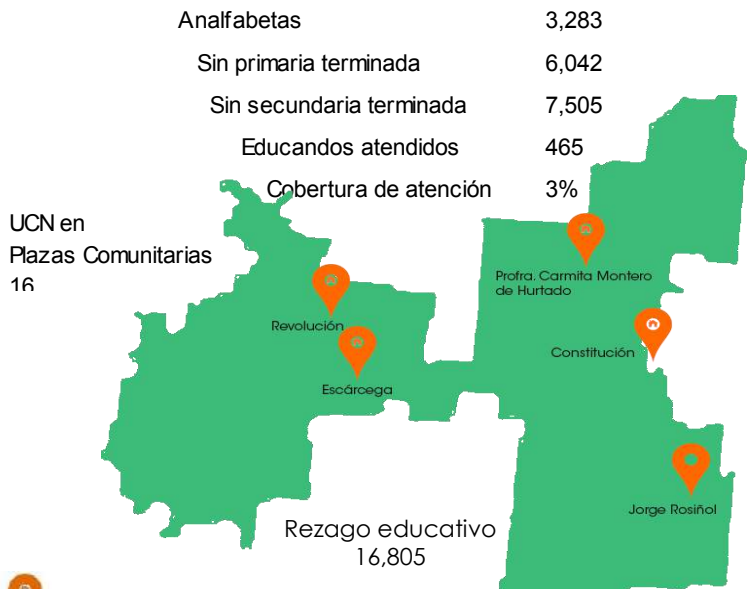 Analfabetas 3,283
Sin primaria terminada 6,042
Sin secundaria terminada 7,505
Educandos atendidos 465
Cobertura de atención 3%
UCN en
Plazas Comunitarias
16
Profra. Carmita Montero
de Hurtado
Revolución
Constitución
Escárcega
Jorge Rosiñol
Rezago educativo
16,805